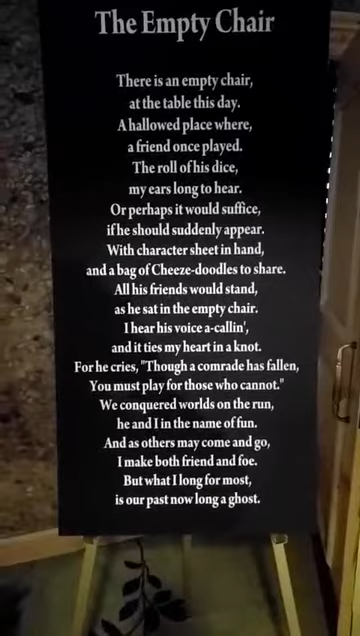 The Empty Chair
There is an empty chair,
at the table this day.
A hallowed place where,
a friend once played.
The roll of his dice,
my ears long to hear.
Or perhaps it would suffice,
if he should suddenly appear.
With character sheet in hand,
and a bag of Cheeze-doodles to share.
All his friends would stand,
as he sat in the empty chair.
I hear his voice a-callin',
and it ties my heart in a knot.
For he cries, "Though a comrade has fallen,
You must play for those who cannot."
We conquered worlds on the run,
he and I in the name of fun.
And as others may come and go,
I make both friend and foe.
But what I long for most,
is our past now long a ghost.